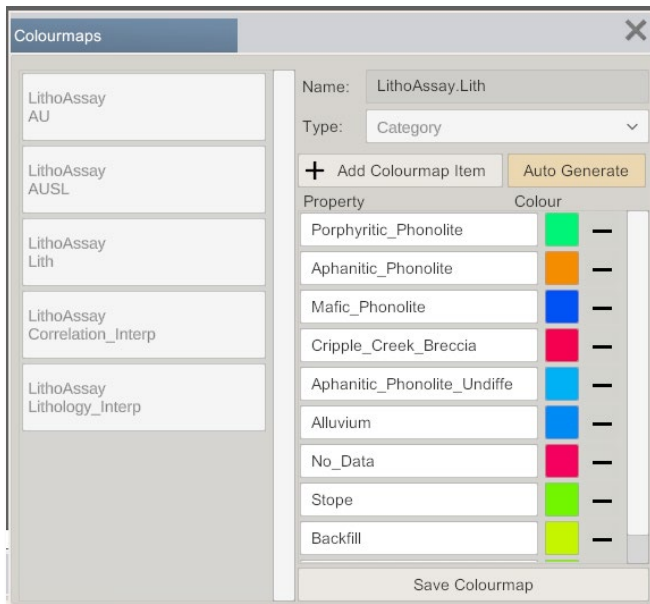 Colourmaps
LithoAssay
AU
LithoAssay
AUSL
LithoAssay
Lith
LithoAssay
Correlation_Interp
LithoAssay
Lithology_Interp
Name: LithoAssay.Lith
Type: Category
Add Colourmap Item Auto Generate
Property Colour
Porphyritic_Phonolite
Aphanitic_Phonolite
Mafic_Phonolite
Cripple_Creek_Breccia
Aphanitic_Phonolite_Undiffe
Alluvium
No_Data
Stope
Backfill
Save Colourmap